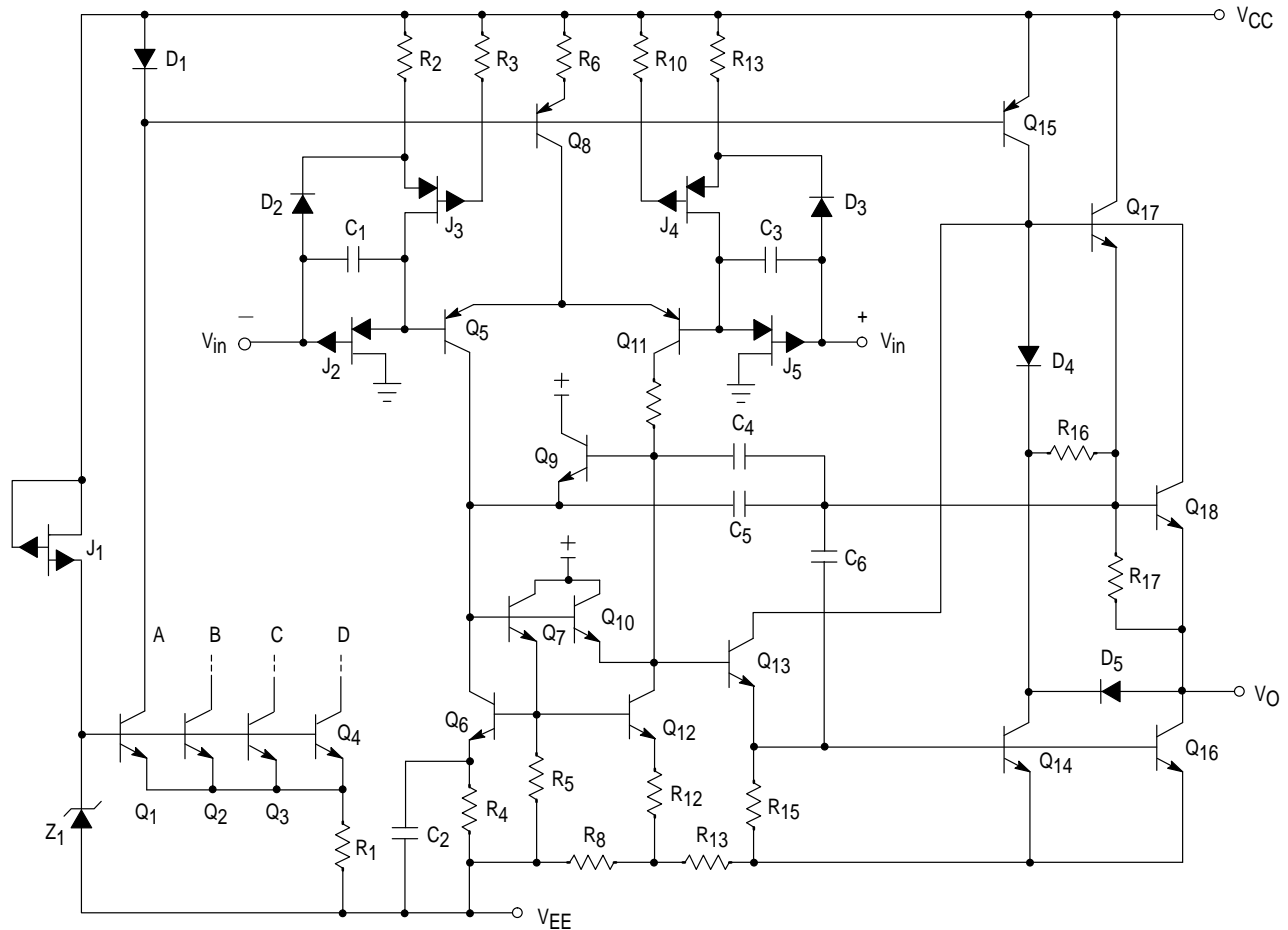 VCC
D1
R2
R3
R6
R10
R13
Q8
Q15
D2
J3
J4
D3
Q17
C1
C3
−
+
Vin
J2
Q5
Q11
J5
Vin
D4
+
R16
Q9
C4
C5
Q18
J1
C6
R17
+
A
B
C
D
Q7
Q10
Q13
D5
VO
Q4
Q6
Q12
Q14
Q16
R5
R12
R15
Z1
Q1
Q2
Q3
R1
C2
R4
R8
R13
VEE